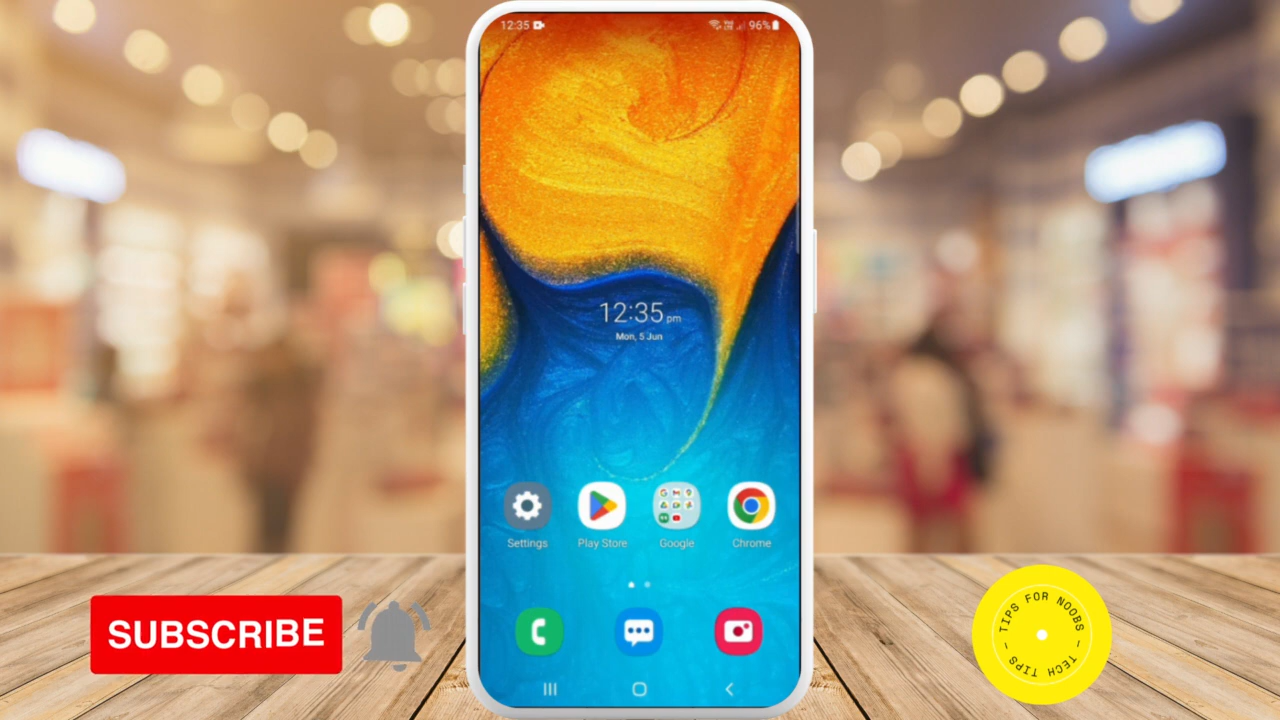 12:35
96%
12:35 pm
Mon, 5 Jun
Settings
Play Store
Google
Chrome
SUBSCRIBE
TIPS FOR NOOBS – TECH TIPS –